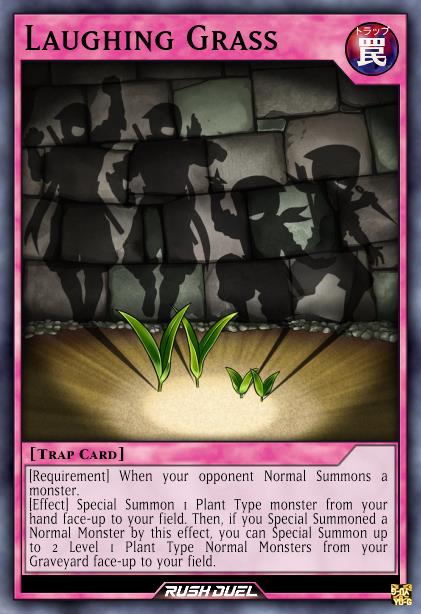 Laughing Grass
トラップ
罠
[Trap Card]
[Requirement] When your opponent Normal Summons a
monster.
[Effect] Special Summon 1 Plant Type monster from your
hand face-up to your field. Then, if you Special Summoned a
Normal Monster by this effect, you can Special Summon up
to 2 Level 1 Plant Type Normal Monsters from your
Graveyard face-up to your field.
RUSH DUEL